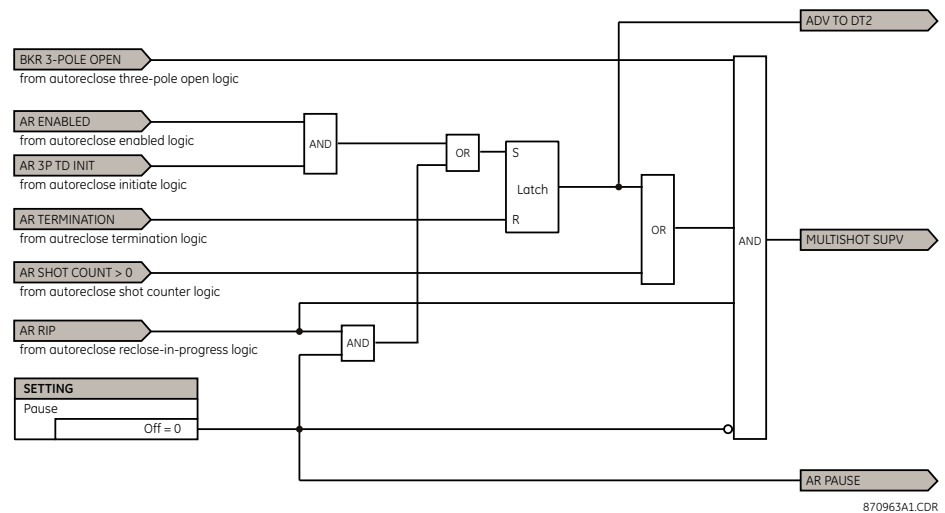 ADV TO DT2
BKR 3-POLE OPEN
from autoreclose three-pole open logic
AR ENABLED
from autoreclose enabled logic
AR 3P TD INIT
from autoreclose initiate logic
AND
OR
S
Latch
R
AR TERMINATION
from autreclose termination logic
OR
AND
MULTISHOT SUPV
AR SHOT COUNT > 0
from autoreclose shot counter logic
AR RIP
from autoreclose reclose-in-progress logic
AND
SETTING
Pause
Off = 0
AR PAUSE
870963A1.CDR